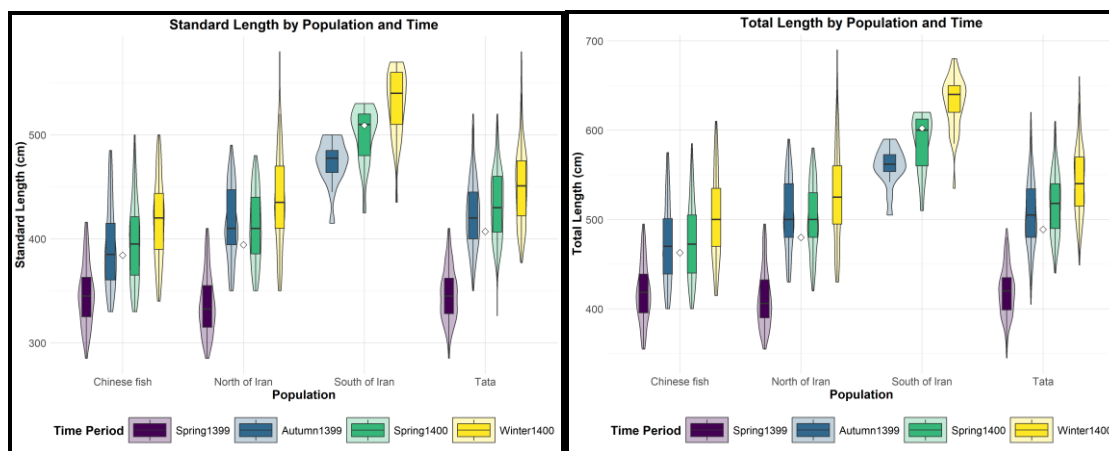 Standard Length by Population and Time
Standard Length (cm)
500
400
300
Chinese fish
North of Iran
South of Iran
Tata
Population
Time Period
Spring1399
Autumn1399
Spring1400
Winter1400
Total Length by Population and Time
Total Length (cm)
700
600
500
400
Chinese fish
North of Iran
South of Iran
Tata
Population
Time Period
Spring1399
Autumn1399
Spring1400
Winter1400